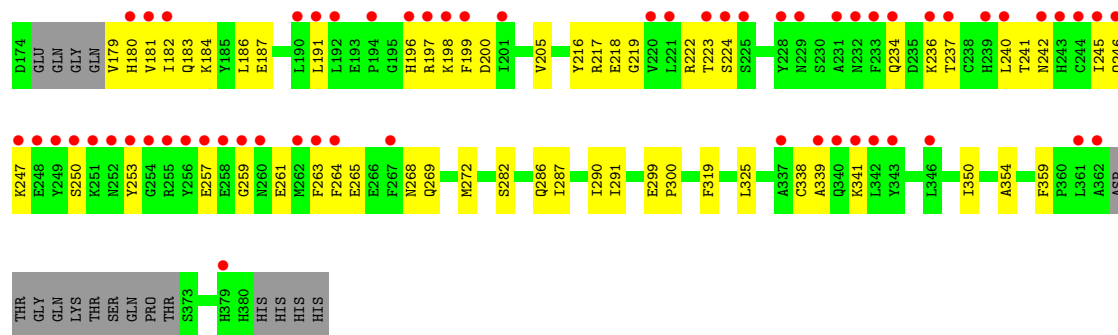 D174 GLU GLN GLY GLN V179 H180 V181 I182 Q183 K184 Y185 L186 E187 L190 L191 L192 E193 P194 G195 H196 R197 K198 F199 D200 I201 V205 Y216 R217 E218 G219 V220 L221 R222 T223 S224 S225 Y228 N229 S230 A231 N232 F233 Q234 D235 K236 T237 C238 H239 L240 T241 N242 H243 C244 I245
K247 E248 Y249 S250 K251 N252 Y253 G254 R255 Y256 E257 E258 G259 N260 E261 M262 F263 F264 E265 E266 F267 N268 Q269 M272 S282 Q286 I287 I290 I291 E299 P300 F319 L325 A337 C338 A339 Q340 K341 L342 Y343 L346 I350 A354 F359 P360 L361 A362
THR GLY GLN LYS THR SER GLN PRO THR S373 H379 H380 HIS HIS HIS HIS